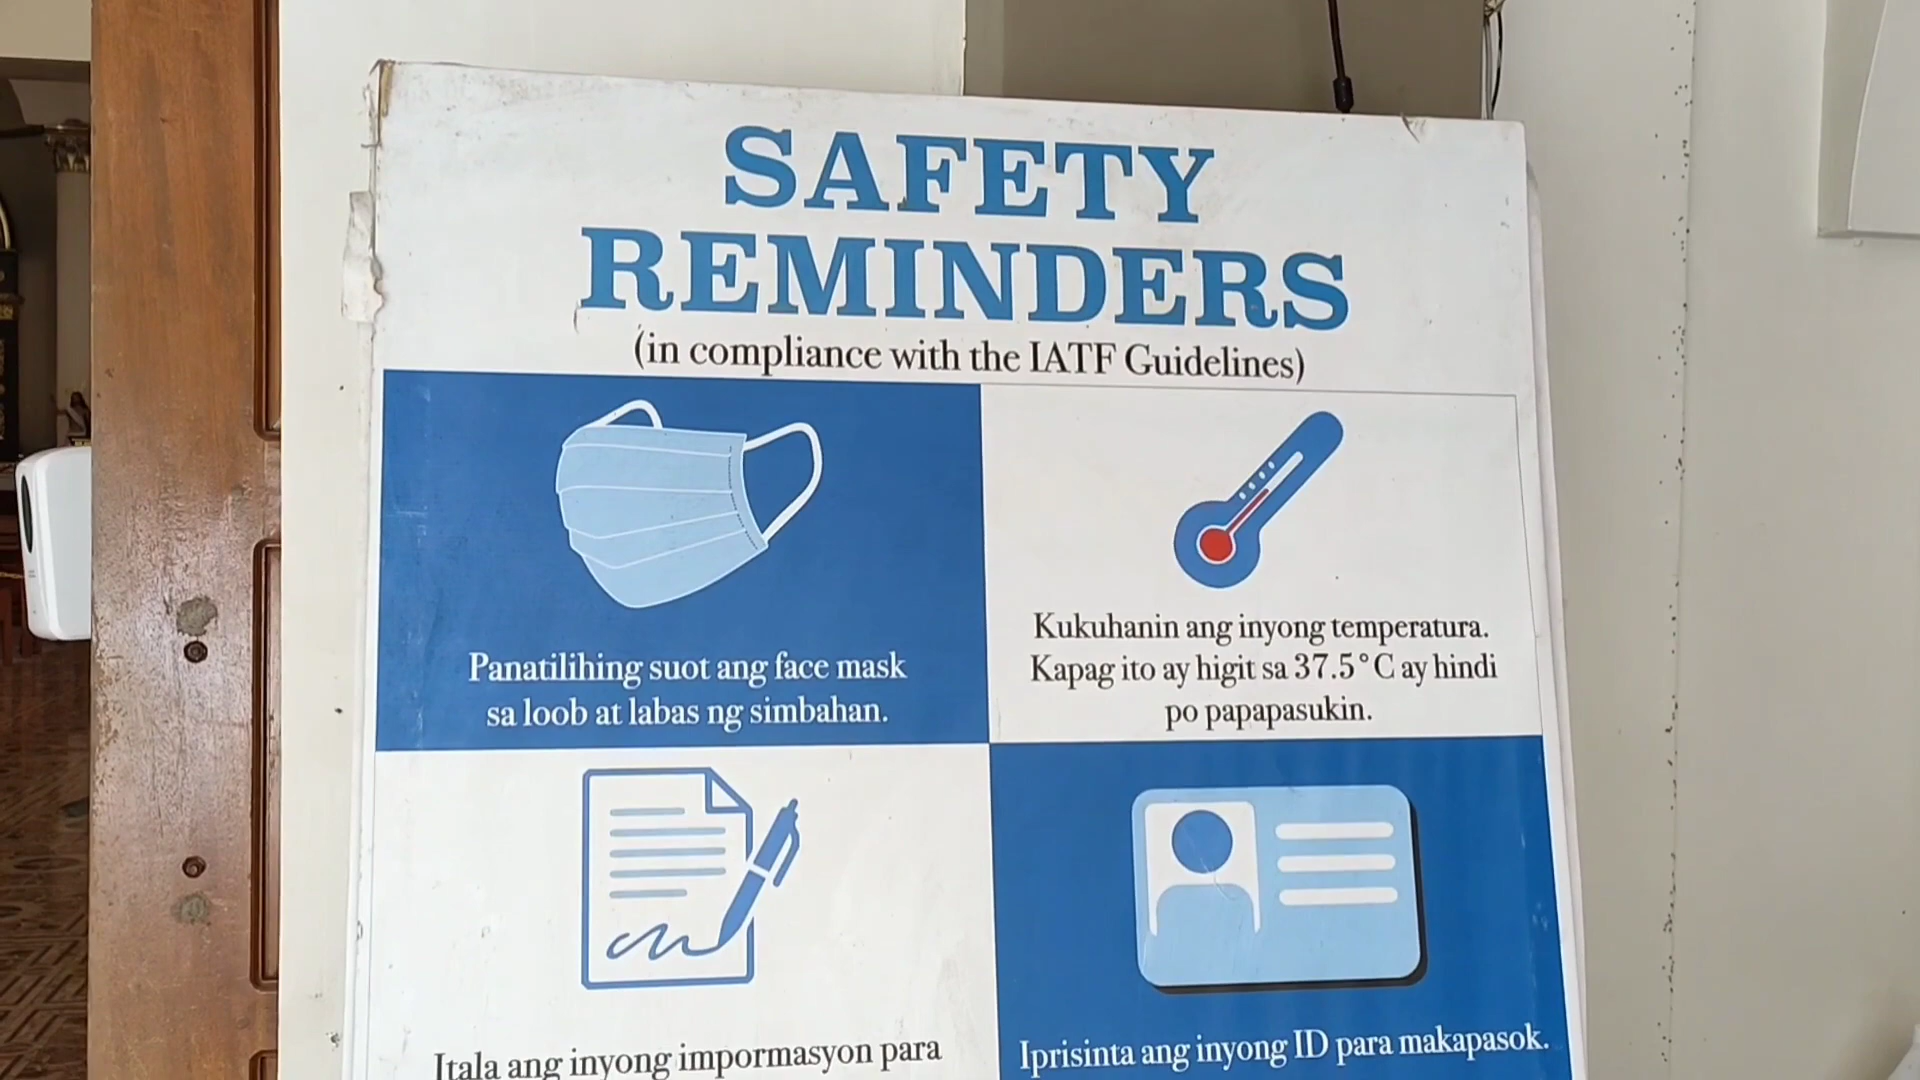 SAFETY
REMINDERS
(in compliance with the IATF Guidelines)
Panatilihing suot ang face mask
sa loob at labas ng simbahan.
Kukuhanin ang inyong temperatura.
Kapag ito ay higit sa 37.5°C ay hindi
po papapasukin.
Itala ang inyong impormasyon para
Iprisinta ang inyong ID para makapasok.